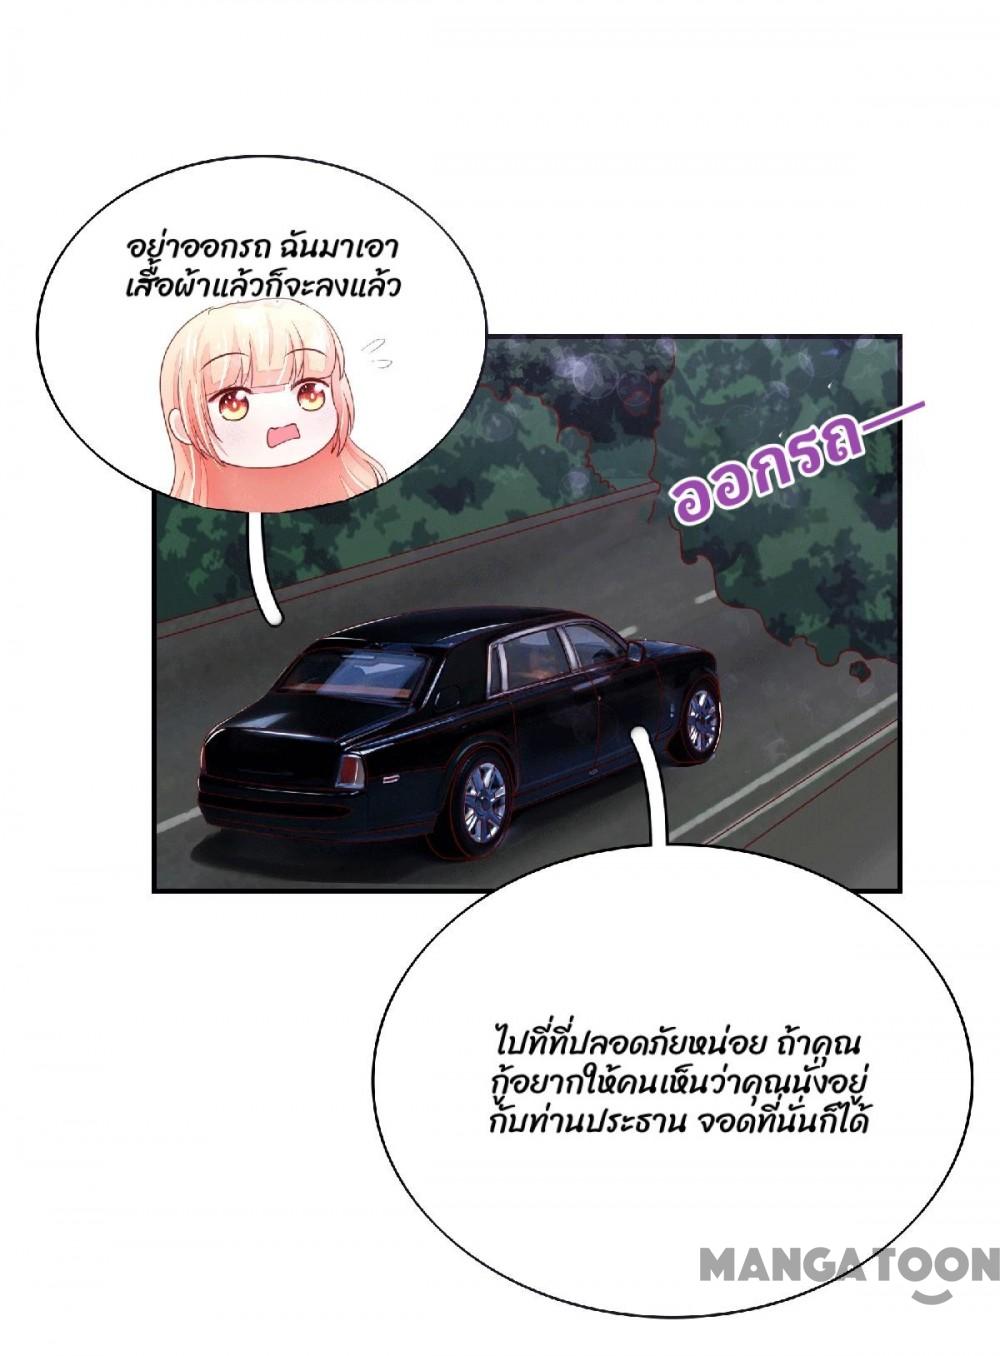 อย่าออกรถ ฉันมาเอา
เสื้อผ้าแล้วก็จะลงแล้ว
ออกรถ—
ไปที่ที่ปลอดภัยหน่อย ถ้าคุณ
กู้อยากให้คนเห็นว่าคุณนั่งอยู่
กับท่านประธาน จอดที่นั่นก็ได้
MANGATOON